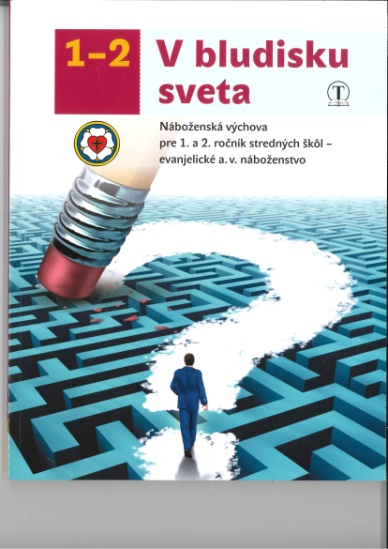 1–2
V bludisku
sveta
T
Náboženská výchova
pre 1. a 2. ročník stredných škôl –
evanjelické a. v. náboženstvo